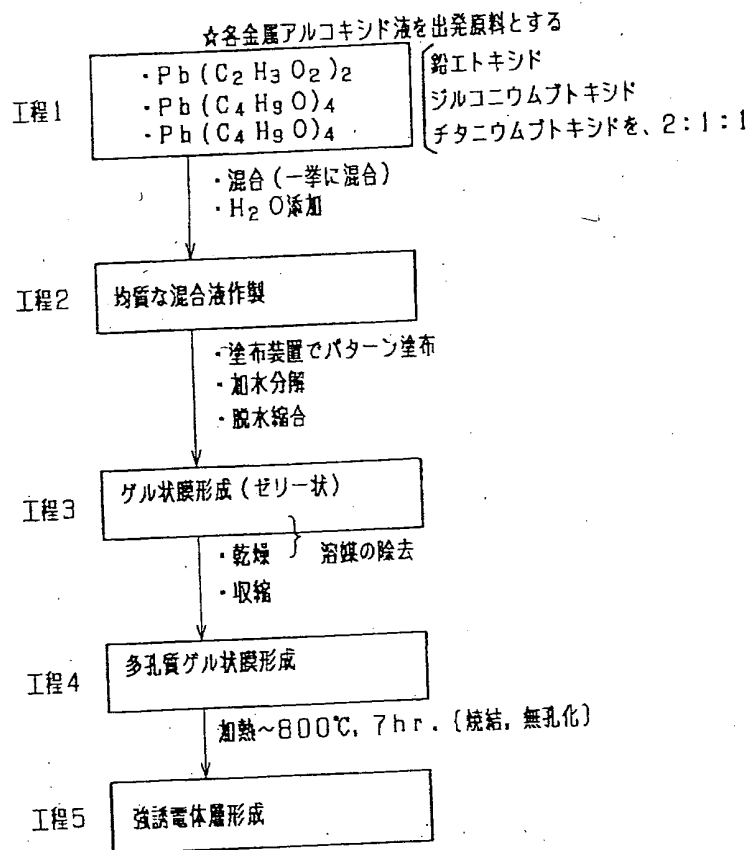 ☆各金属アルコキシド液を出発原料とする
工程1
・Pb(C2H3O2)2
・Pb(C4H9O)4
・Pb(C4H9O)4
鉛エトキシド
ジルコニウムブトキシド
チタニウムブトキシドを、2:1:1
・混合(一挙に混合)
・H2O添加
工程2
均質な混合液作製
・塗布装置でパターン塗布
・加水分解
・脱水縮合
工程3
ゲル状膜形成(ゼリー状)
・乾燥
・収縮
溶媒の除去
工程4
多孔質ゲル状膜形成
加熱~800℃, 7hr. (焼結, 無孔化)
工程5
強誘電体層形成